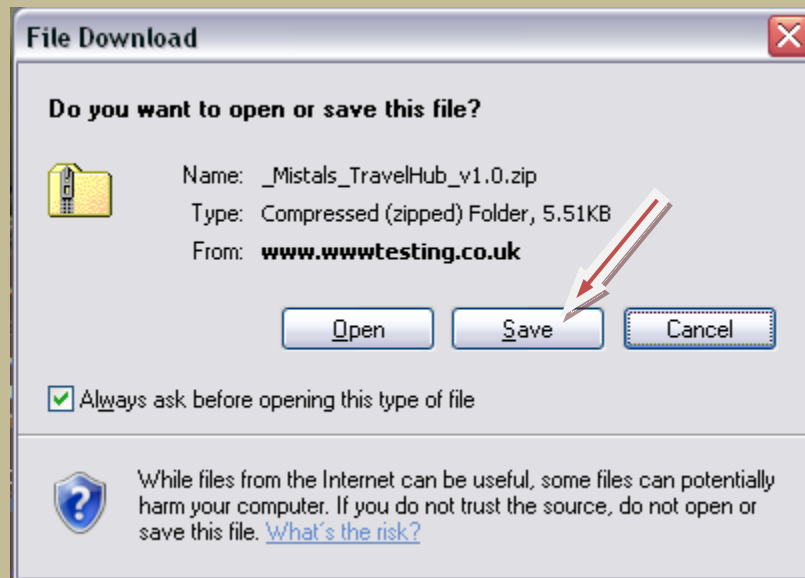 File Download
Do you want to open or save this file?
Name: _Mistals_TravelHub_v1.0.zip
Type: Compressed (zipped) Folder, 5.51KB
From: www.wwwtesting.co.uk
Open Save Cancel
Always ask before opening this type of file
While files from the Internet can be useful, some files can potentially
harm your computer. If you do not trust the source, do not open or
save this file. What's the risk?